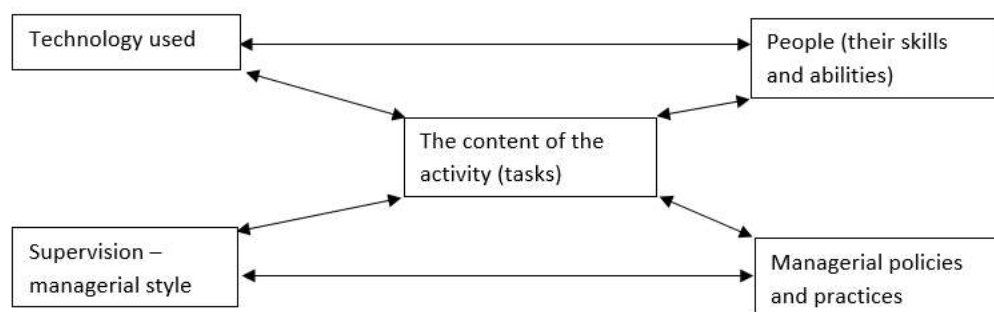 Technology used
People (their skills
and abilities)
The content of the
activity (tasks)
Supervision –
managerial style
Managerial policies
and practices